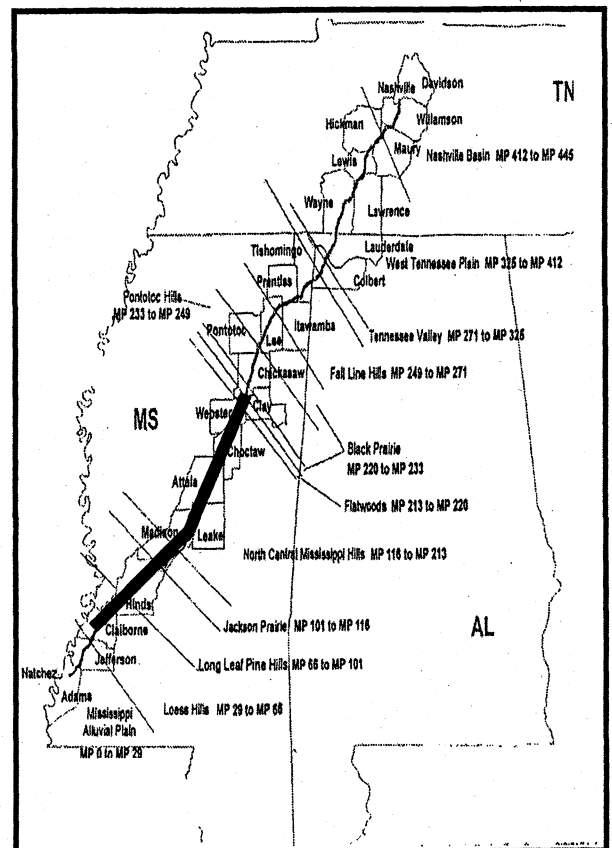 Nashville
Davidson
TN
Hickman
Willamson
Maury
Nashville Basin MP 412 to MP 445
Lewis
Wayne
Lawrence
Tishomingo
Lauderdale
West Tennessee Plain MP 325 to MP 412
Colbert
Prentiss
Pontotoc Hills
MP 233 to MP 249
Pontotoc
Itawamba
Lee
Tennessee Valley MP 271 to MP 325
Chickasaw
Fall Line Hills MP 249 to MP 271
MS
Webster
Clay
Choctaw
Black Prairie
MP 220 to MP 233
Attala
Flatwoods MP 213 to MP 220
Madison
Leake
North Central Mississippi Hills MP 116 to MP 213
Hinds
Jackson Prairie MP 101 to MP 116
AL
Claiborne
Jefferson
Long Leaf Pine Hills MP 66 to MP 101
Natchez
Adams
Loess Hills MP 29 to MP 66
Mississippi
Alluvial Plain
MP 0 to MP 29